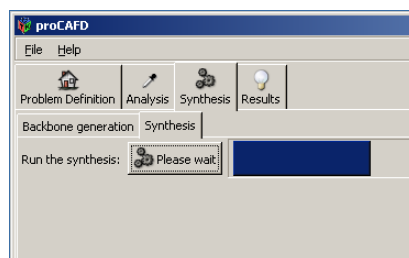 proCAFD
File Help
Problem Definition Analysis Synthesis Results
Backbone generation Synthesis
Run the synthesis: Please wait